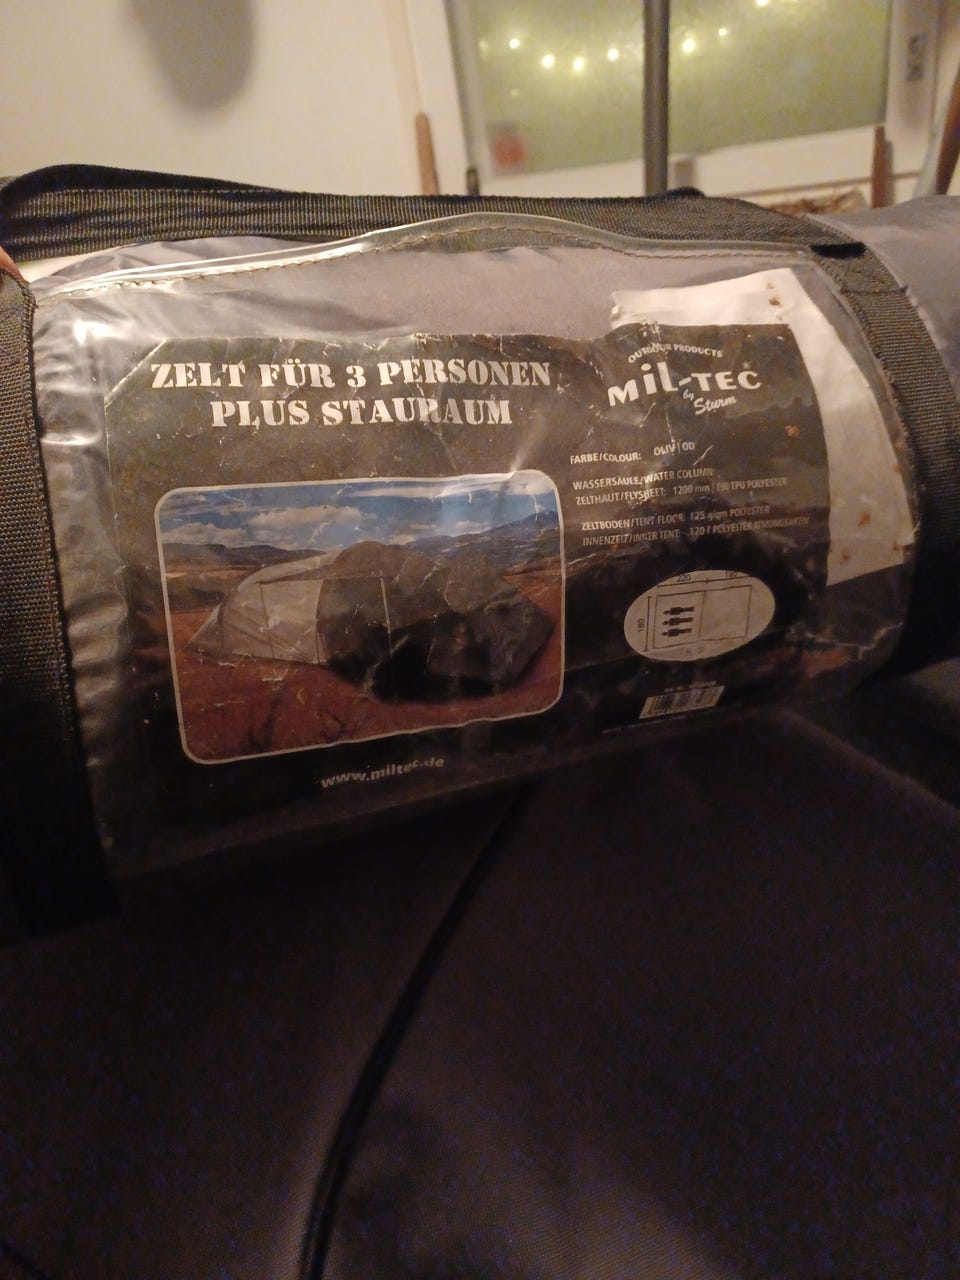 ZELT FÜR 3 PERSONEN
PLUS STAURAUM
OUTDOOR PRODUCTS
MiL-TEC
by Sturm
FARBE/COLOUR: OLIV OD
WASSERSÄULE/WATER COLUMN
ZELTHAUT/FLYSHEET: 1200 mm 190 TPU POLYESTER
ZELTBODEN/TENT FLOOR: 125 g/qm POLYESTER
INNENZELT/INNER TENT POLYESTER ATMUNGSAKTIV
220
180
www.miltec.de